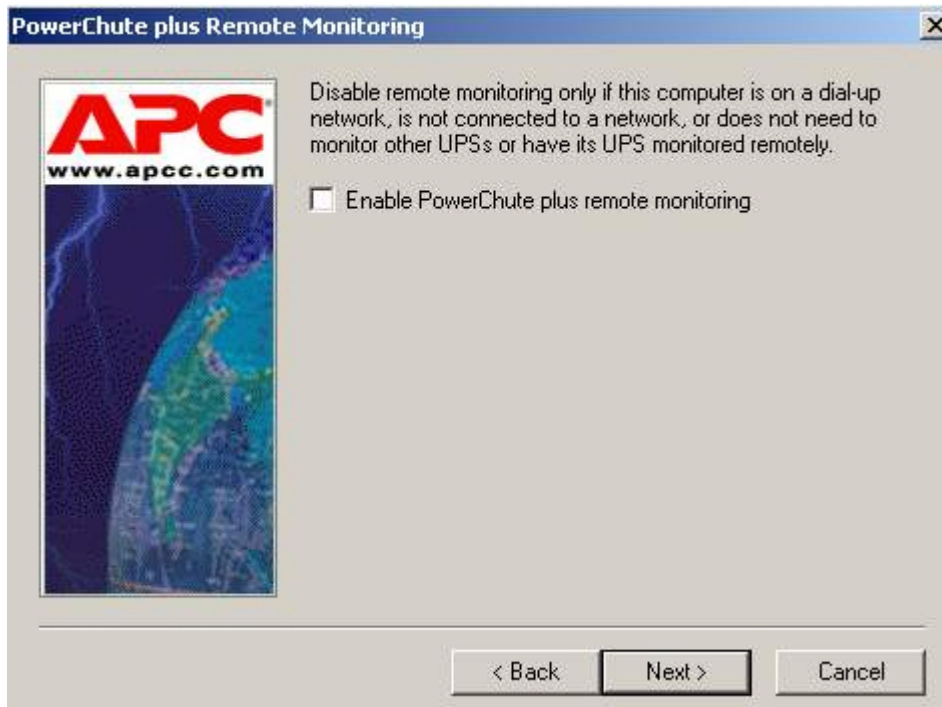 PowerChute plus Remote Monitoring
APC
www.apcc.com
Disable remote monitoring only if this computer is on a dial-up
network, is not connected to a network, or does not need to
monitor other UPSs or have its UPS monitored remotely.
Enable PowerChute plus remote monitoring
< Back
Next >
Cancel